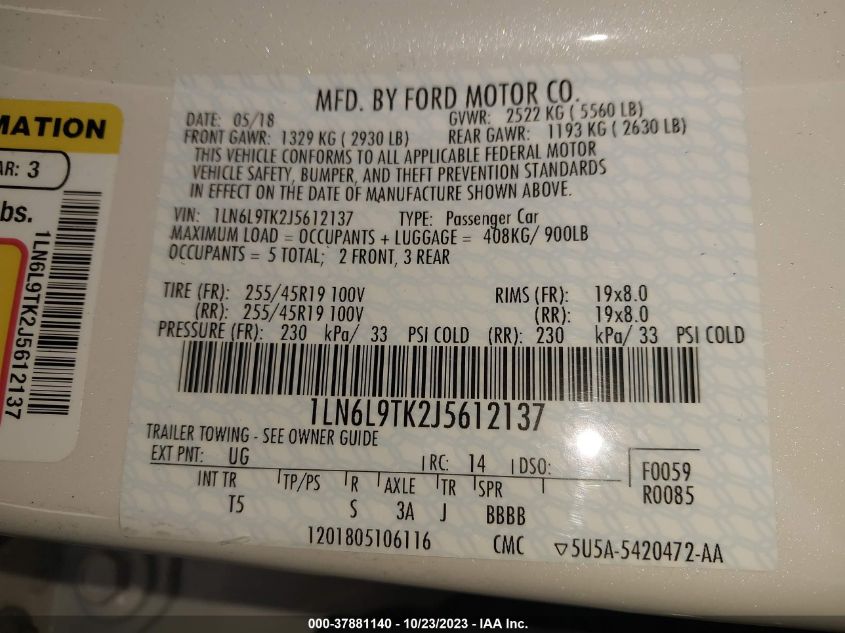 MATION
AR: 3
bs.
1LN6L9TK2J5612137
MFD. BY FORD MOTOR CO.
DATE: 05/18 GVWR: 2522 KG ( 5560 LB)
FRONT GAWR: 1329 KG ( 2930 LB) REAR GAWR: 1193 KG ( 2630 LB)
THIS VEHICLE CONFORMS TO ALL APPLICABLE FEDERAL MOTOR
VEHICLE SAFETY, BUMPER, AND THEFT PREVENTION STANDARDS
IN EFFECT ON THE DATE OF MANUFACTURE SHOWN ABOVE.
VIN: 1LN6L9TK2J5612137 TYPE: Passenger Car
MAXIMUM LOAD = OCCUPANTS + LUGGAGE = 408KG/ 900LB
OCCUPANTS = 5 TOTAL; 2 FRONT, 3 REAR
TIRE (FR): 255/45R19 100V RIMS (FR): 19x8.0
(RR): 255/45R19 100V (RR): 19x8.0
PRESSURE (FR): 230 kPa/ 33 PSI COLD (RR): 230 kPa/ 33 PSI COLD
1LN6L9TK2J5612137
TRAILER TOWING - SEE OWNER GUIDE
EXT PNT: UG RC: 14 DSO: F0059
R0085
INT TR TP/PS R AXLE TR SPR
T5 S 3A J BBBB
1201805106116 CMC ▽5U5A-5420472-AA
000-37881140 - 10/23/2023 - IAA Inc.